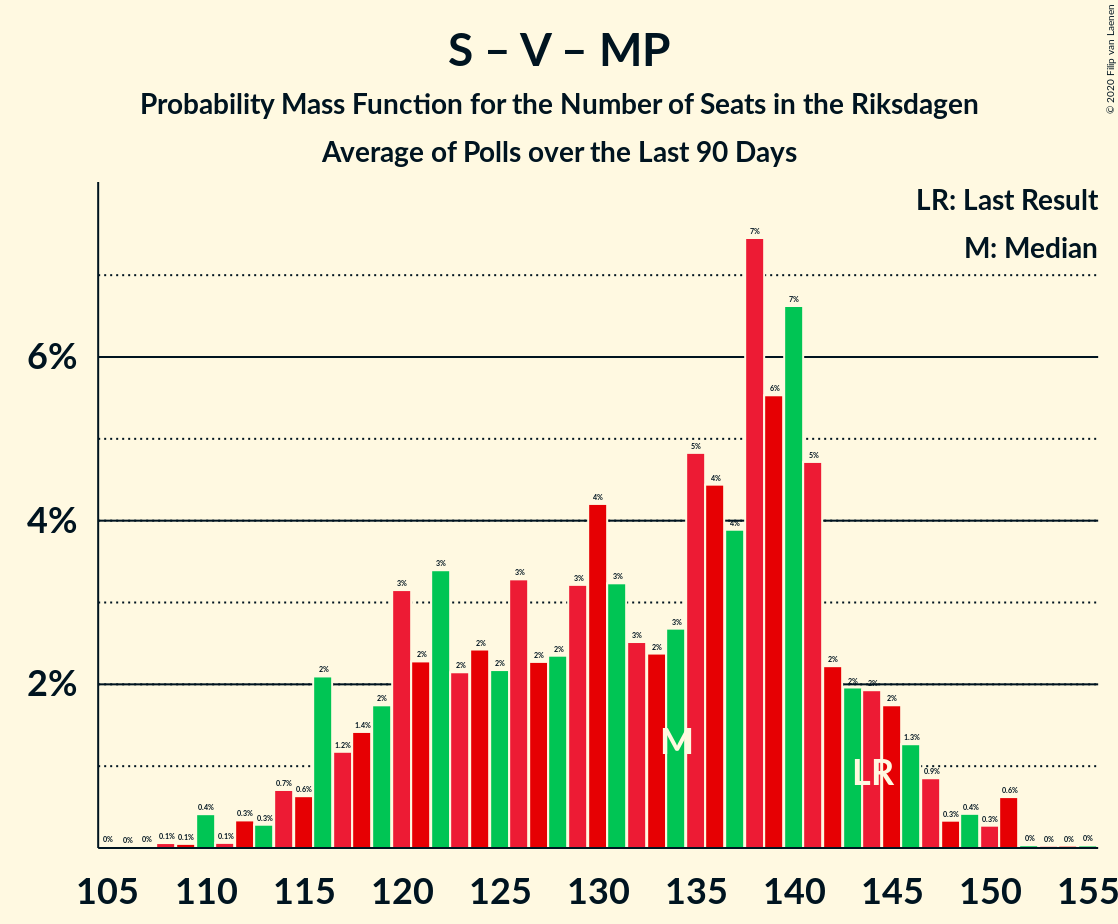 S – V – MP
Probability Mass Function for the Number of Seats in the Riksdagen
Average of Polls over the Last 90 Days
© 2020 Filip van Laenen
LR: Last Result
M: Median
6%
4%
2%
0% 0% 0% 0.1% 0.1% 0.4% 0.1% 0.3% 0.3% 0.7% 0.6% 2% 1.2% 1.4% 2% 3% 2% 3% 2% 2% 2% 3% 2% 2% 3% 4% 3% 3% 2% 3% 5% 4% 4% 7% 6% 7% 5% 2% 2% 2% 2% 1.3% 0.9% 0.3% 0.4% 0.3% 0.6% 0% 0% 0% 0%
M
LR
105 110 115 120 125 130 135 140 145 150 155